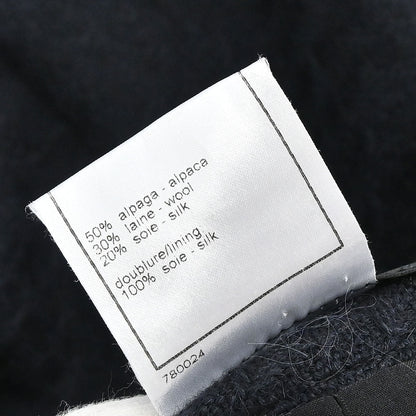 50% alpaga - alpaca
30% laine - wool
20% soie - silk
doublure/lining
100% soie - silk
780024